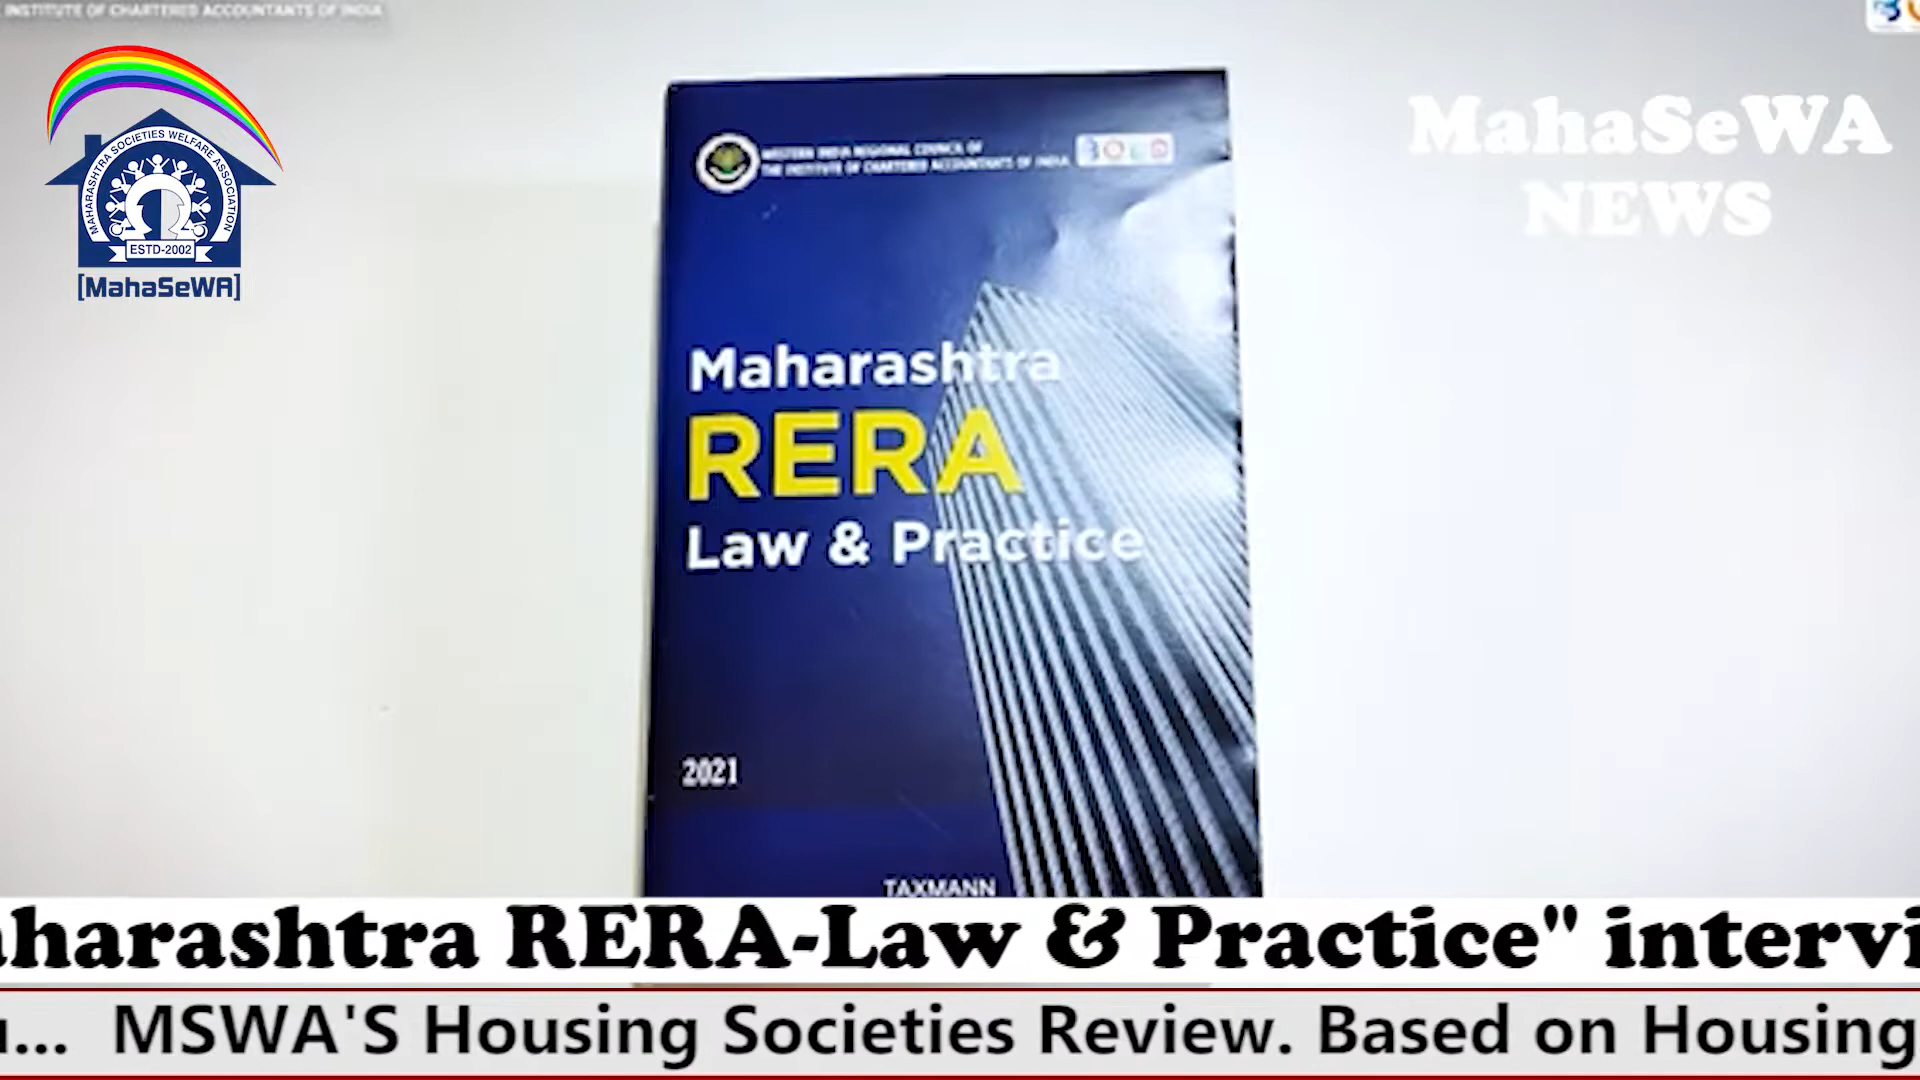 INSTITUTE OF CHARTERED ACCOUNTANTS OF INDIA
MAHARASHTRA SOCIETIES WELFARE ASSOCIATION
ESTD-2002
[MahaSeWA]
MahaSeWA
NEWS
WESTERN INDIA REGIONAL COUNCIL OF
THE INSTITUTE OF CHARTERED ACCOUNTANTS OF INDIA
Maharashtra
RERA
Law & Practice
2021
TAXMANN
aharashtra RERA-Law & Practice" intervi
u... MSWA'S Housing Societies Review. Based on Housing